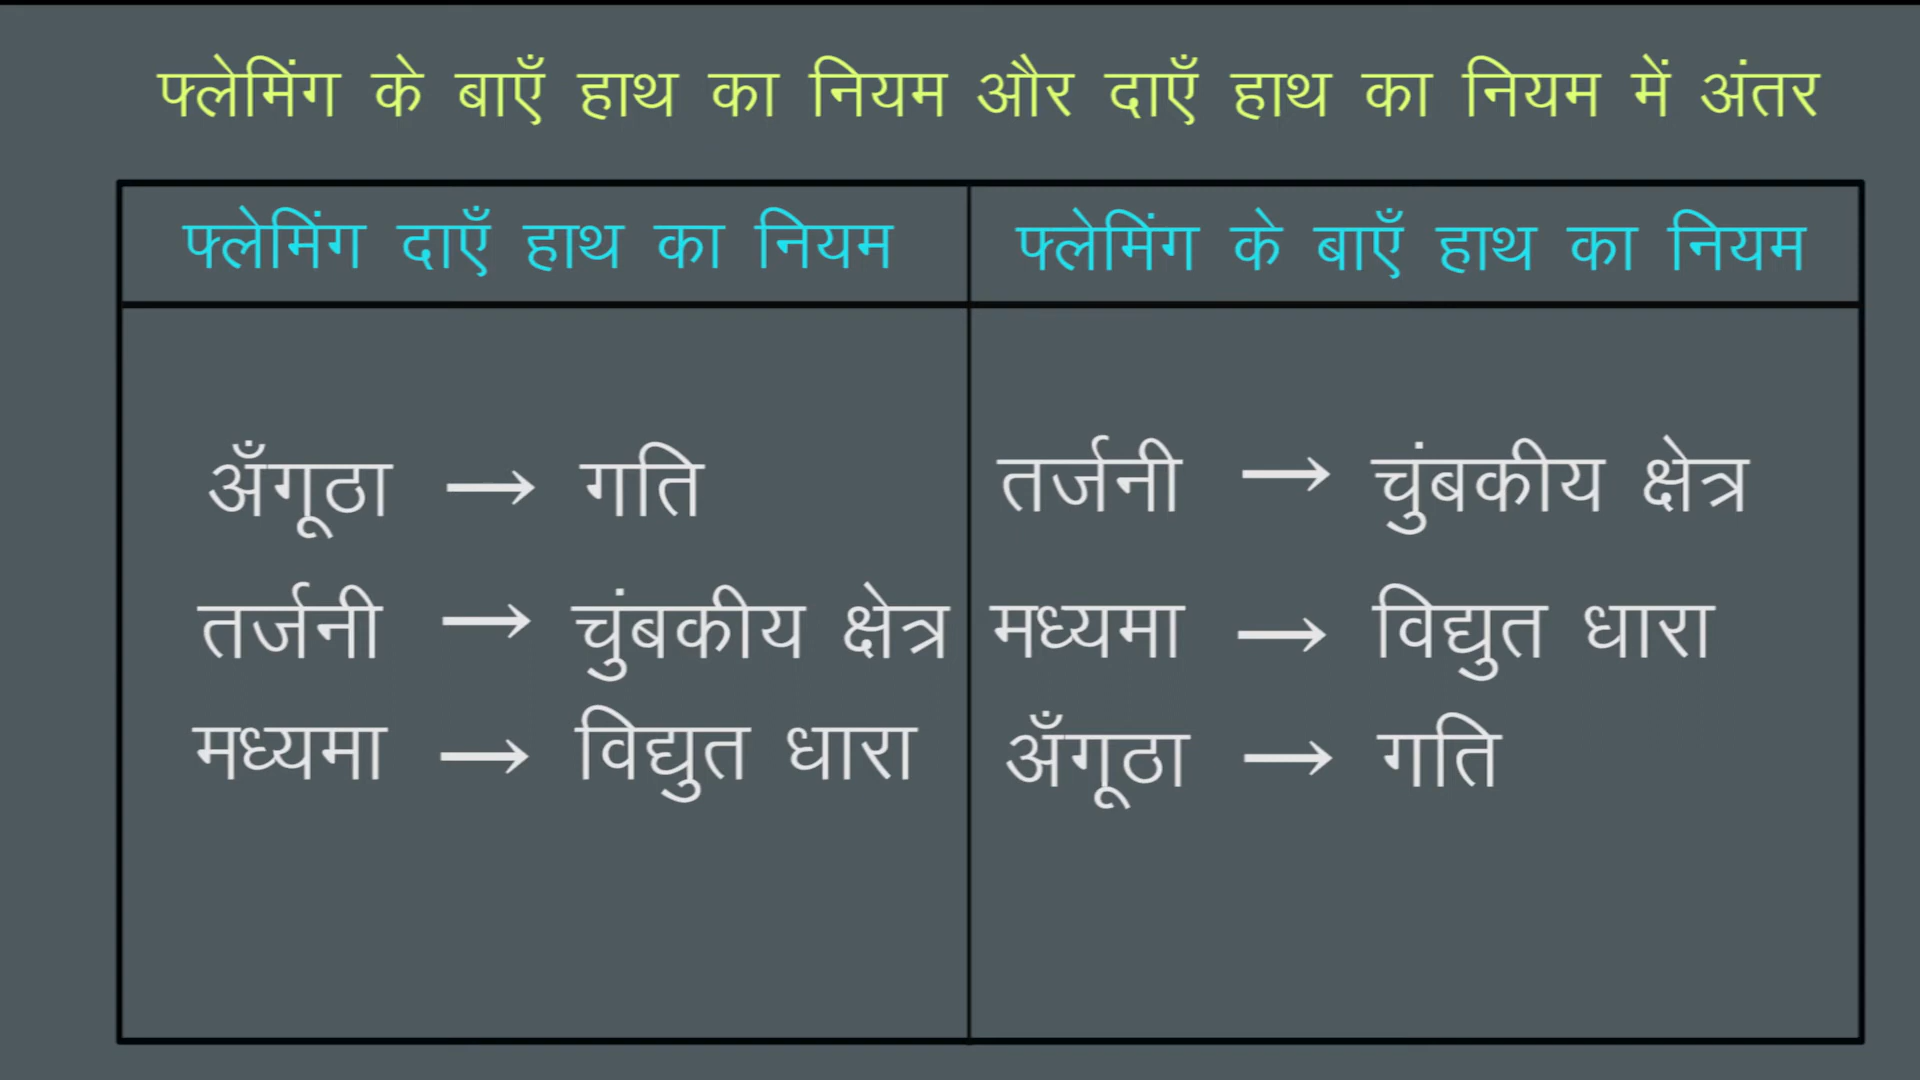 फ्लेमिंग के बाएँ हाथ का नियम और दाएँ हाथ का नियम में अंतर
फ्लेमिंग दाएँ हाथ का नियम
अँगूठा → गति
तर्जनी → चुंबकीय क्षेत्र
मध्यमा → विद्युत धारा
फ्लेमिंग के बाएँ हाथ का नियम
तर्जनी → चुंबकीय क्षेत्र
मध्यमा → विद्युत धारा
अँगूठा → गति